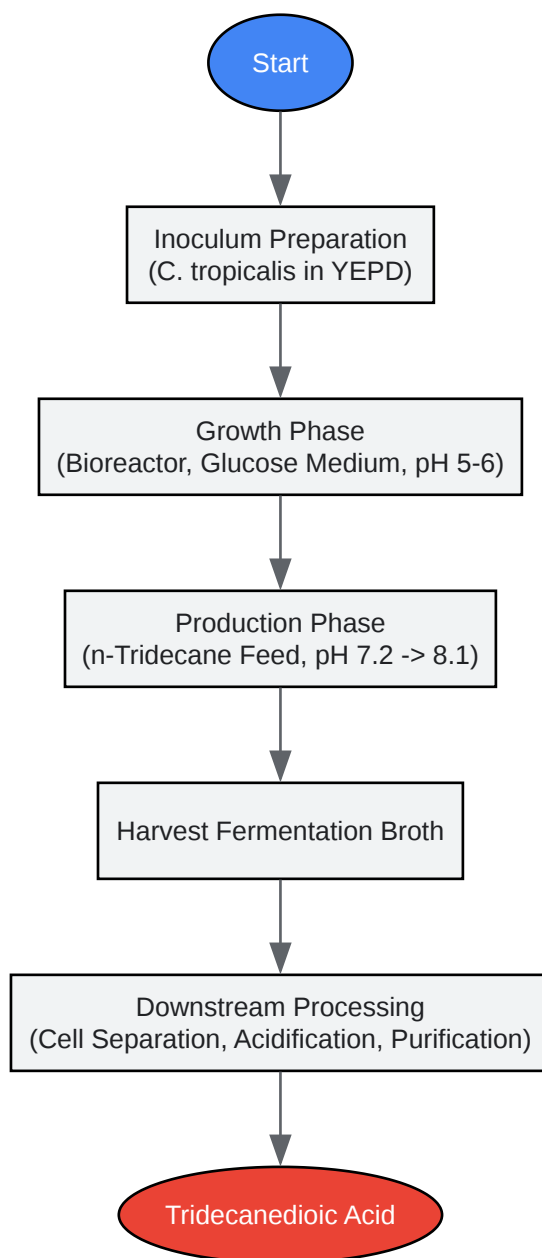 Start
Inoculum Preparation
(C. tropicalis in YEPD)
Growth Phase
(Bioreactor, Glucose Medium, pH 5-6)
Production Phase
(n-Tridecane Feed, pH 7.2 -> 8.1)
Harvest Fermentation Broth
Downstream Processing
(Cell Separation, Acidification, Purification)
Tridecanedioic Acid